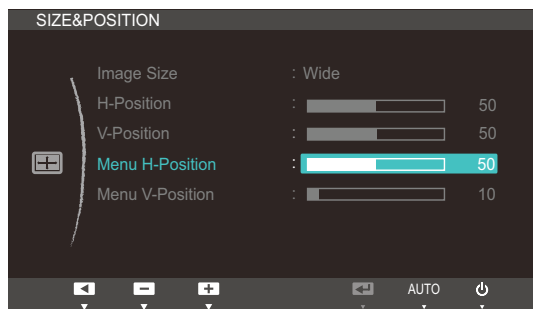 SIZE&POSITION
Image Size : Wide
H-Position : 50
V-Position : 50
Menu H-Position : 50
Menu V-Position : 10
AUTO